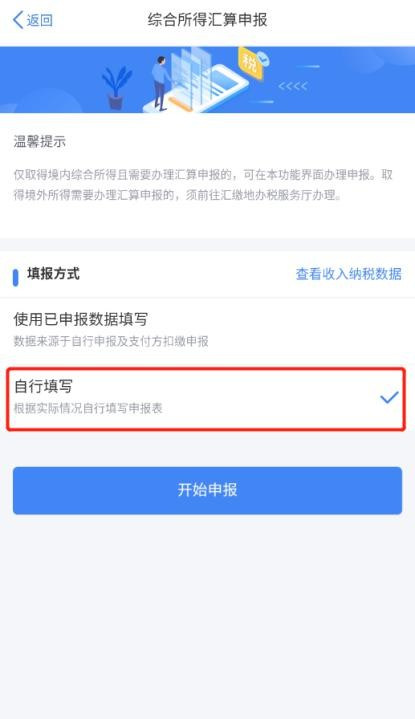 返回
综合所得汇算申报
税
温馨提示
仅取得境内综合所得且需要办理汇算申报的，可在本功能界面办理申报。取
得境外所得需要办理汇算申报的，须前往汇缴地办税服务厅办理。
填报方式
查看收入纳税数据
使用已申报数据填写
数据来源于自行申报及支付方扣缴申报
自行填写
根据实际情况自行填写申报表
开始申报